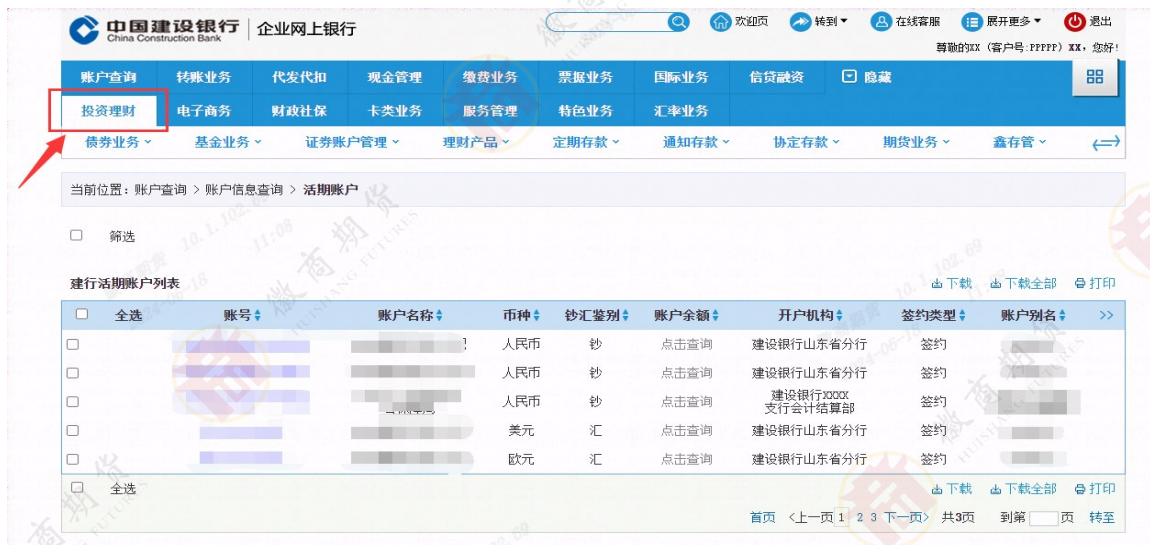 中国建设银行 企业网上银行
China Construction Bank
欢迎页 转到 在线客服 展开更多 退出
尊敬的XX（客户号:PPPPP）XX，您好!
账户查询 转账业务 代发代扣 现金管理 缴费业务 票据业务 国际业务 信贷融资 隐藏
投资理财 电子商务 财政社保 卡类业务 服务管理 特色业务 汇率业务
债券业务 基金业务 证券账户管理 理财产品 定期存款 通知存款 协定存款 期货业务 鑫存管
当前位置：账户查询 > 账户信息查询 > 活期账户
筛选
建行活期账户列表 下载 下载全部 打印
全选 账号 账户名称 币种 钞汇鉴别 账户余额 开户机构 签约类型 账户别名 >>
人民币 钞 点击查询 建设银行山东省分行 签约
人民币 钞 点击查询 建设银行山东省分行 签约
人民币 钞 点击查询 建设银行XXXX 签约
支行会计结算部
美元 汇 点击查询 建设银行山东省分行 签约
欧元 汇 点击查询 建设银行山东省分行 签约
全选 下载 下载全部 打印
首页 〈上一页 1 2 3 下一页〉 共3页 到第 页 转至
徽商期货
HUISHANG FUTURES
10.1.102.69
11:08